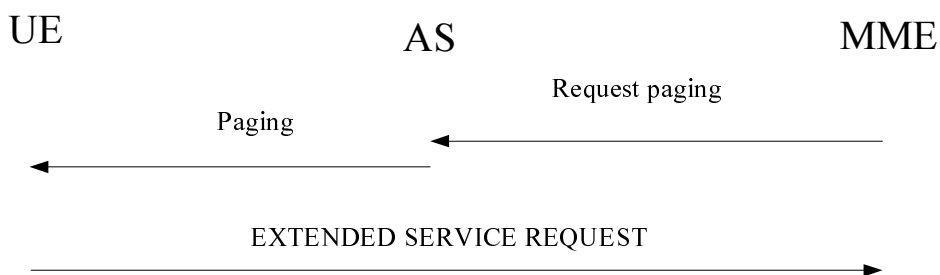 UE
AS
MME
Request paging
Paging
EXTENDED SERVICE REQUEST